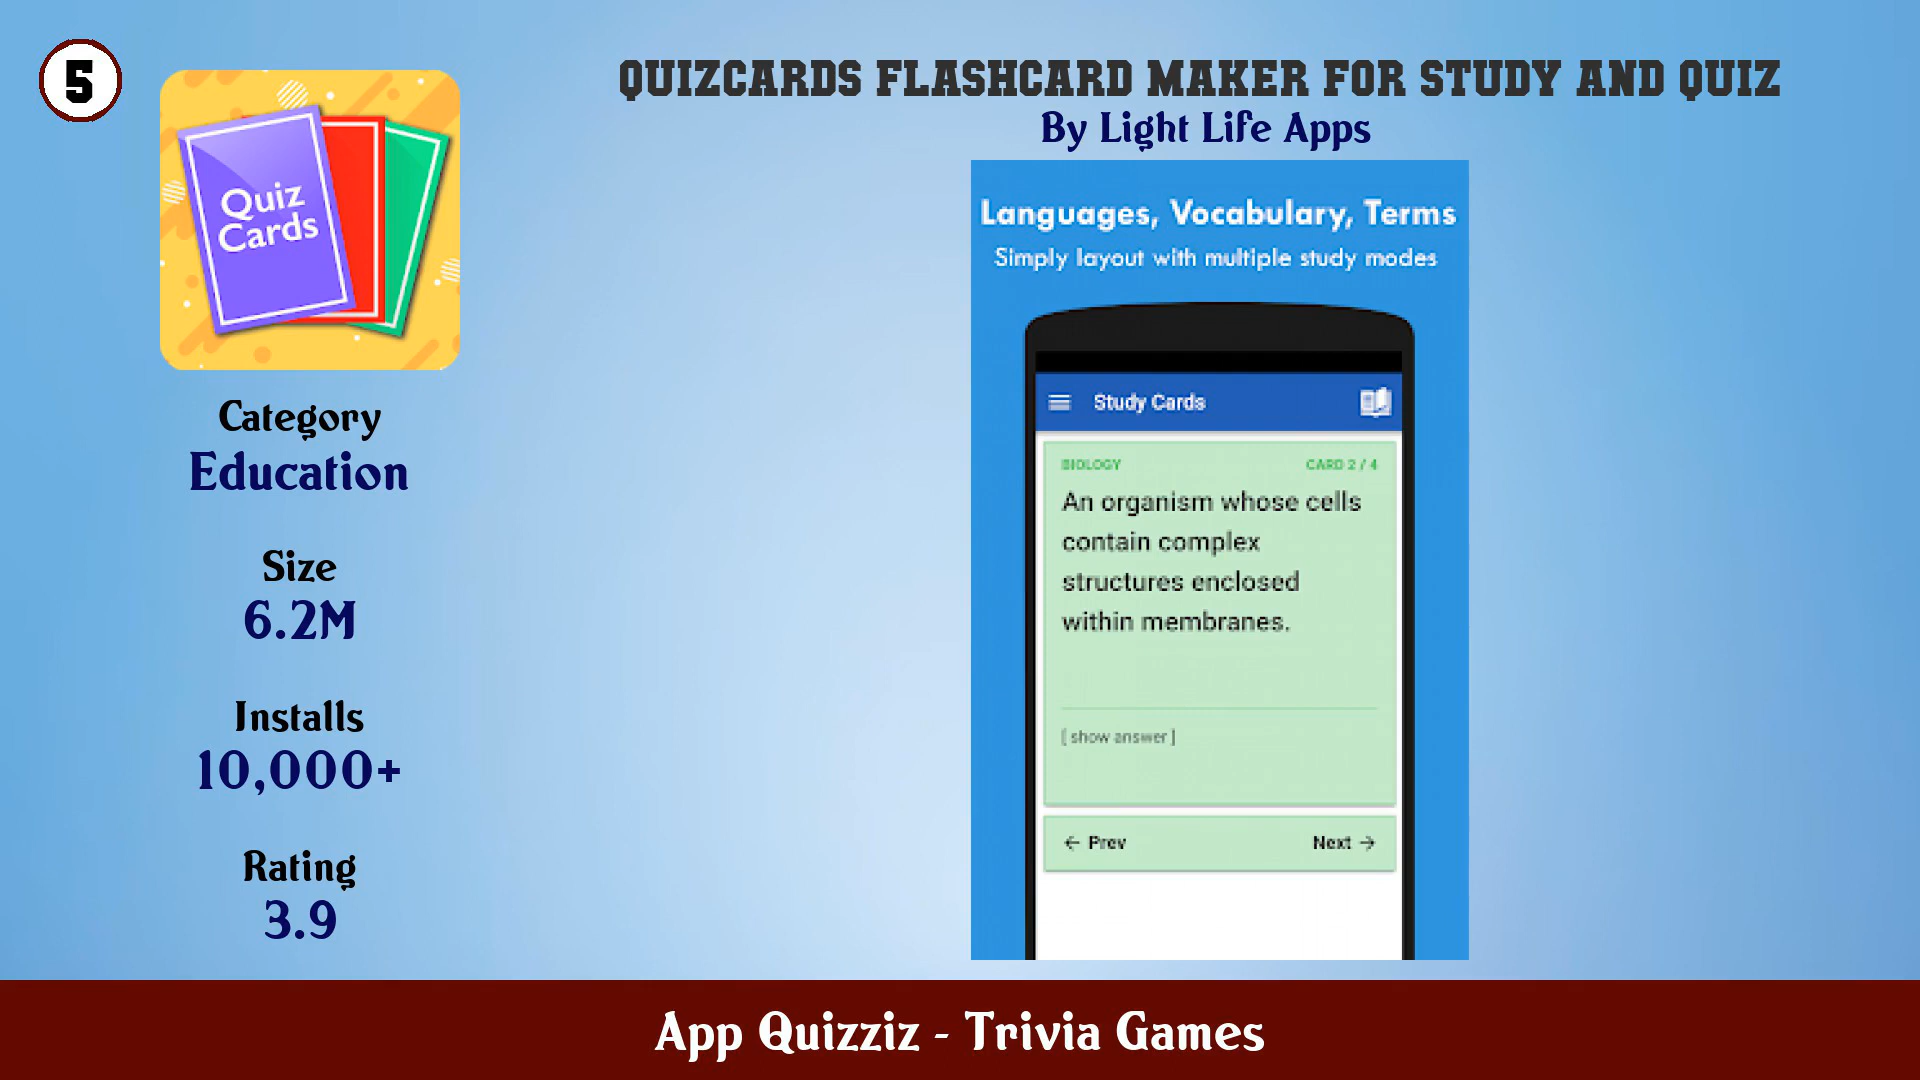 5
QUIZCARDS FLASHCARD MAKER FOR STUDY AND QUIZ
By Light Life Apps
Quiz
Cards
Category
Education
Size
6.2M
Installs
10,000+
Rating
3.9
Languages, Vocabulary, Terms
Simply layout with multiple study modes
Study Cards
BIOLOGY CARD 2 / 4
An organism whose cells
contain complex
structures enclosed
within membranes.
[ show answer ]
← Prev Next →
App Quizziz - Trivia Games